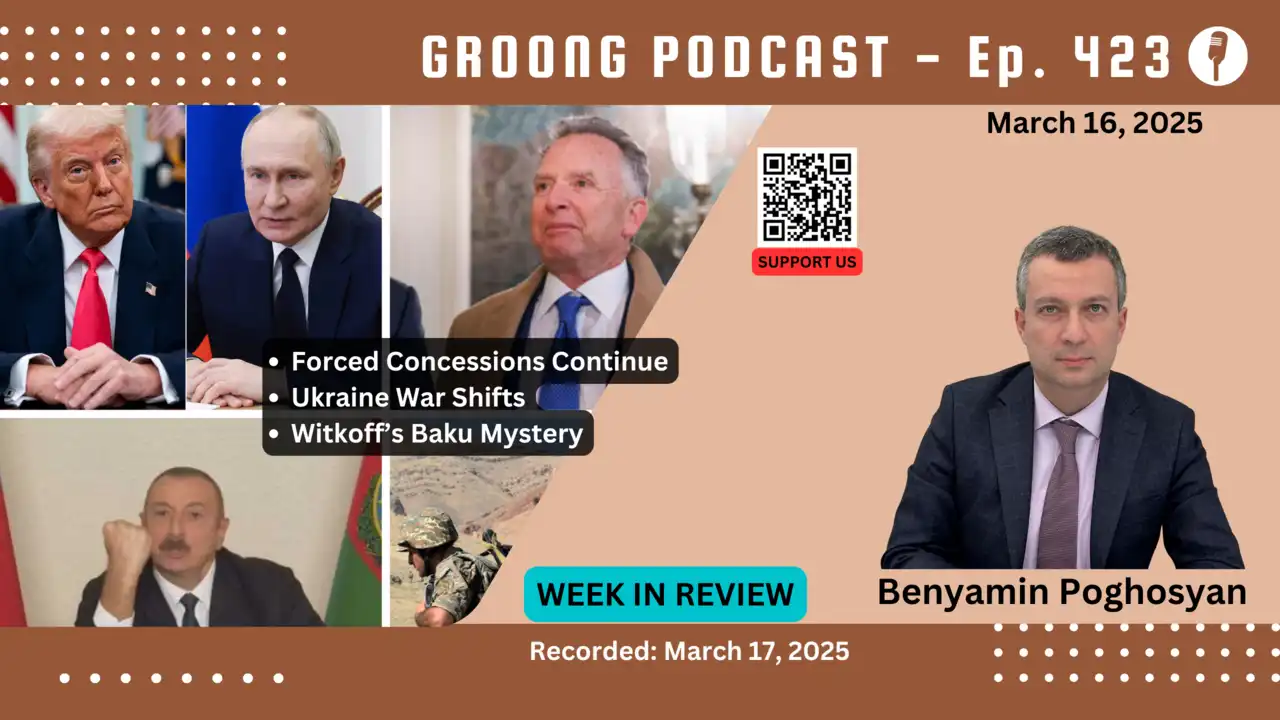 GROONG PODCAST - Ep. 423
March 16, 2025
SUPPORT US
• Forced Concessions Continue
• Ukraine War Shifts
• Witkoff's Baku Mystery
WEEK IN REVIEW
Benyamin Poghosyan
Recorded: March 17, 2025